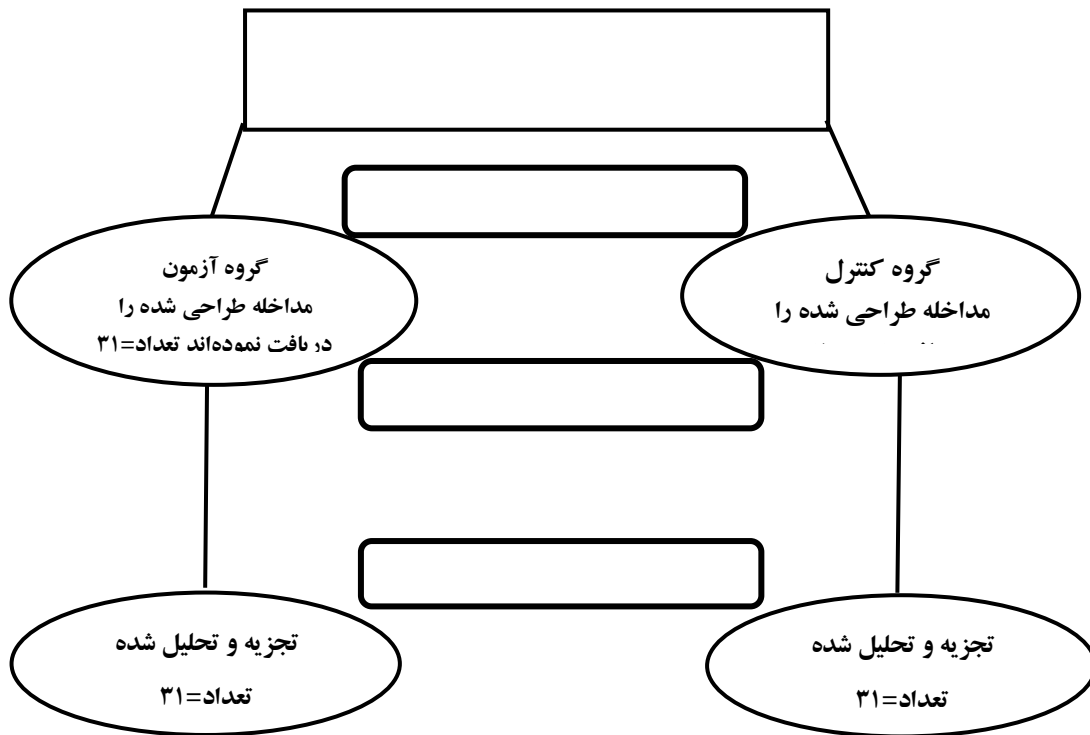 گروه کنترل
مداخله طراحی شده را
گروه آزمون
مداخله طراحی شده را
دریافت نموده‌اند تعداد=۳۱
تجزیه و تحلیل شده
تعداد=۳۱
تجزیه و تحلیل شده
تعداد=۳۱